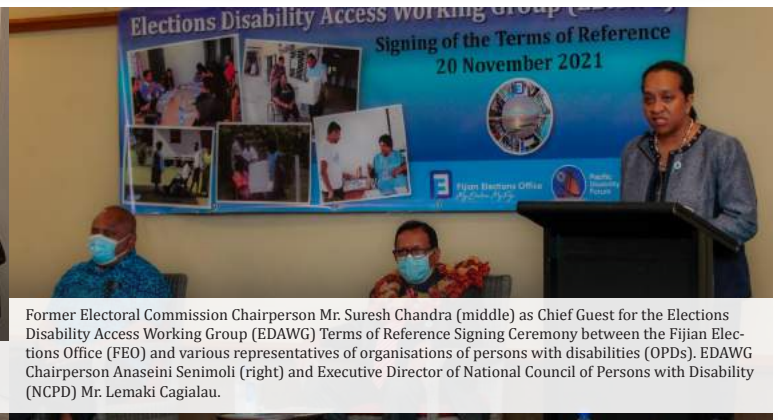 Elections Disability Access Working Group
Signing of the Terms of Reference
20 November 2021
Fijian Elections Office
Pacific
Disability
Forum
Former Electoral Commission Chairperson Mr. Suresh Chandra (middle) as Chief Guest for the Elections
Disability Access Working Group (EDAWG) Terms of Reference Signing Ceremony between the Fijian Elec-
tions Office (FEO) and various representatives of organisations of persons with disabilities (OPDs). EDAWG
Chairperson Anaseini Senimoli (right) and Executive Director of National Council of Persons with Disability
(NCPD) Mr. Lemaki Cagialau.